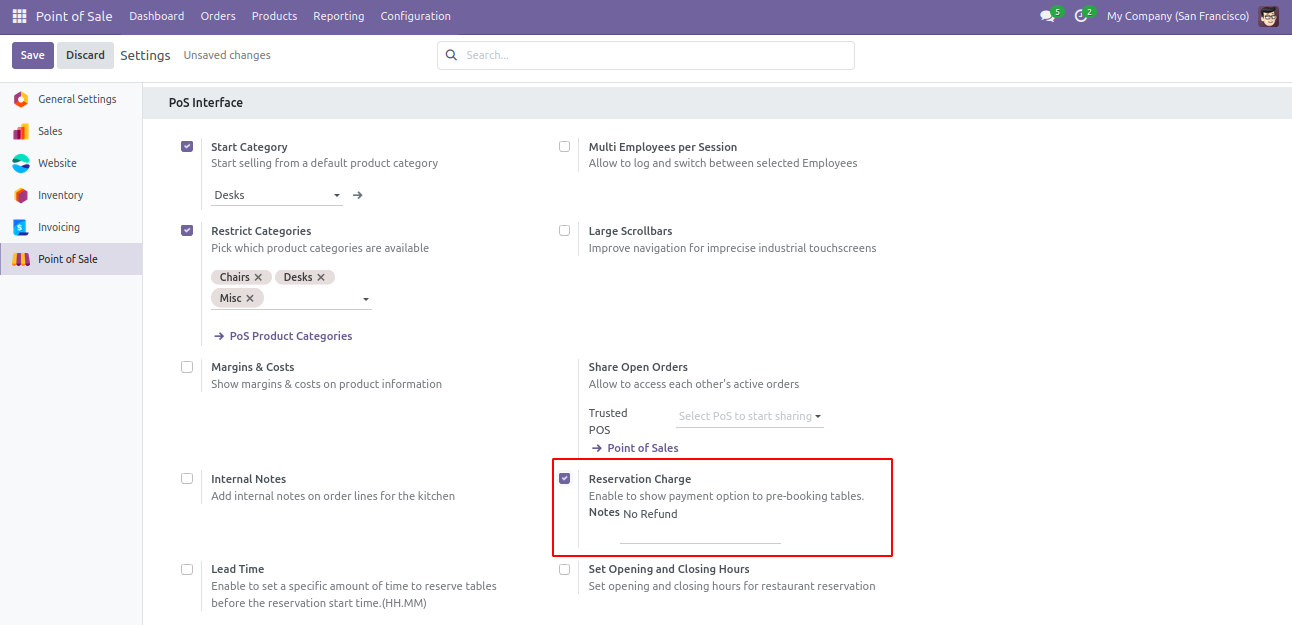 Point of Sale Dashboard Orders Products Reporting Configuration 5 2 My Company (San Francisco)
Save Discard Settings Unsaved changes Search...
General Settings
Sales
Website
Inventory
Invoicing
Point of Sale
PoS Interface
Start Category
Start selling from a default product category
Desks
Multi Employees per Session
Allow to log and switch between selected Employees
Restrict Categories
Pick which product categories are available
Chairs Desks
Misc
PoS Product Categories
Large Scrollbars
Improve navigation for imprecise industrial touchscreens
Margins & Costs
Show margins & costs on product information
Share Open Orders
Allow to access each other's active orders
Trusted
POS
Select PoS to start sharing
Point of Sales
Internal Notes
Add internal notes on order lines for the kitchen
Reservation Charge
Enable to show payment option to pre-booking tables.
Notes No Refund
Lead Time
Enable to set a specific amount of time to reserve tables
before the reservation start time.(HH.MM)
Set Opening and Closing Hours
Set opening and closing hours for restaurant reservation